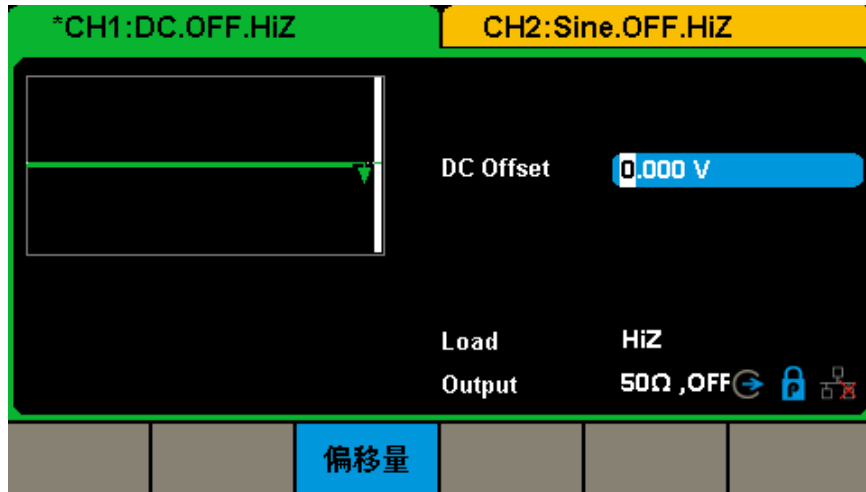 *CH1:DC.OFF.HiZ
CH2:Sine.OFF.HiZ
DC Offset 0.000 V
Load HiZ
Output 50Ω ,OFF
偏移量